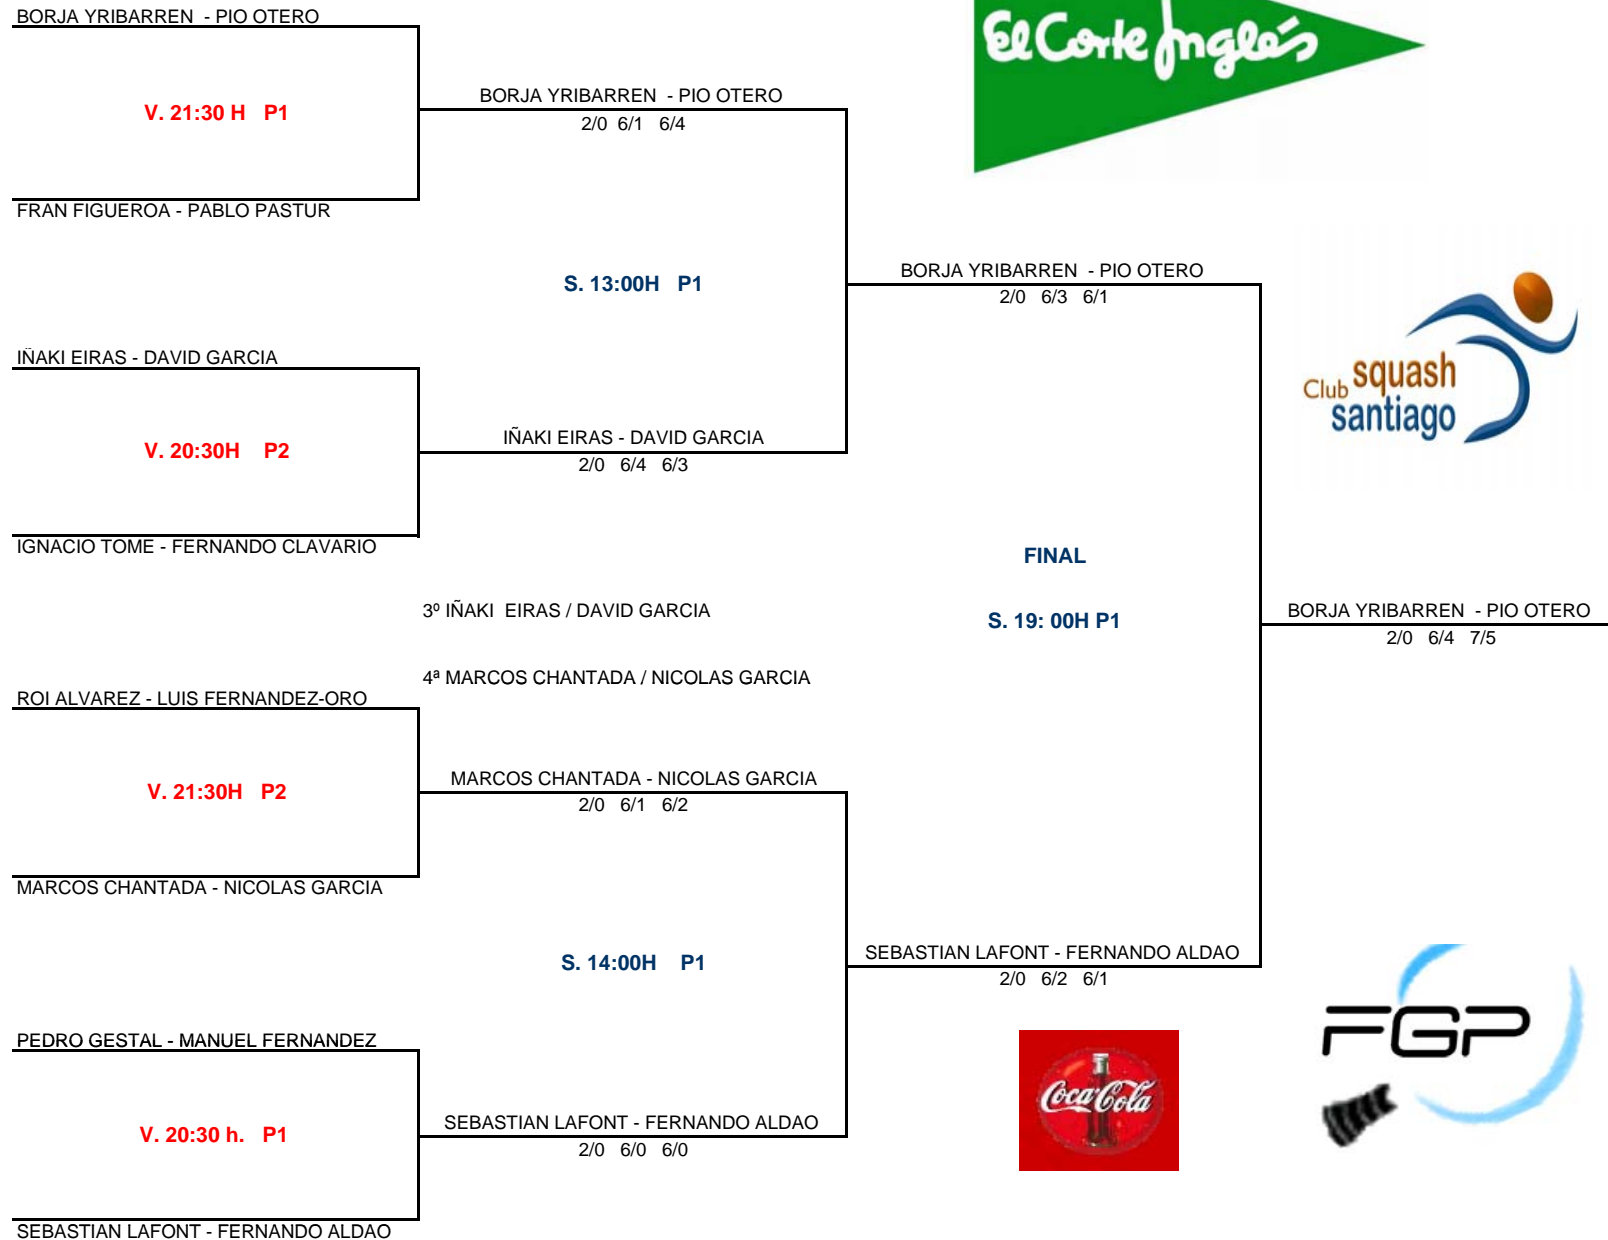 BORJA YRIBARREN - PIO OTERO
El Corte Inglés
BORJA YRIBARREN - PIO OTERO
V. 21:30 H P1
2/0 6/1 6/4
FRAN FIGUEROA - PABLO PASTUR
BORJA YRIBARREN - PIO OTERO
S. 13:00H P1
2/0 6/3 6/1
IÑAKI EIRAS - DAVID GARCIA
Club squash
santiago
IÑAKI EIRAS - DAVID GARCIA
V. 20:30H P2
2/0 6/4 6/3
IGNACIO TOME - FERNANDO CLAVARIO
FINAL
3º IÑAKI EIRAS / DAVID GARCIA
S. 19: 00H P1
BORJA YRIBARREN - PIO OTERO
2/0 6/4 7/5
4ª MARCOS CHANTADA / NICOLAS GARCIA
ROI ALVAREZ - LUIS FERNANDEZ-ORO
MARCOS CHANTADA - NICOLAS GARCIA
V. 21:30H P2
2/0 6/1 6/2
MARCOS CHANTADA - NICOLAS GARCIA
SEBASTIAN LAFONT - FERNANDO ALDAO
S. 14:00H P1
2/0 6/2 6/1
FGP
PEDRO GESTAL - MANUEL FERNANDEZ
Coca-Cola
SEBASTIAN LAFONT - FERNANDO ALDAO
V. 20:30 h. P1
2/0 6/0 6/0
SEBASTIAN LAFONT - FERNANDO ALDAO